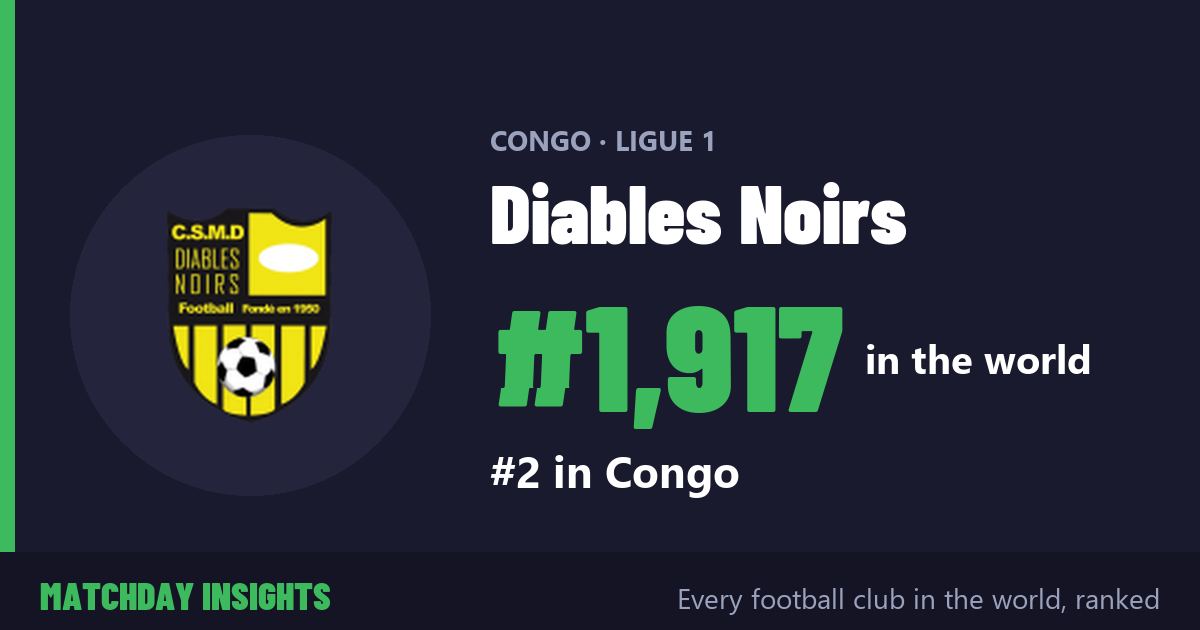 CONGO · LIGUE 1
Diables Noirs
#1,917 in the world
#2 in Congo
C.S.M.D
DIABLES
NOIRS
Football Fondé en 1950
MATCHDAY INSIGHTS
Every football club in the world, ranked